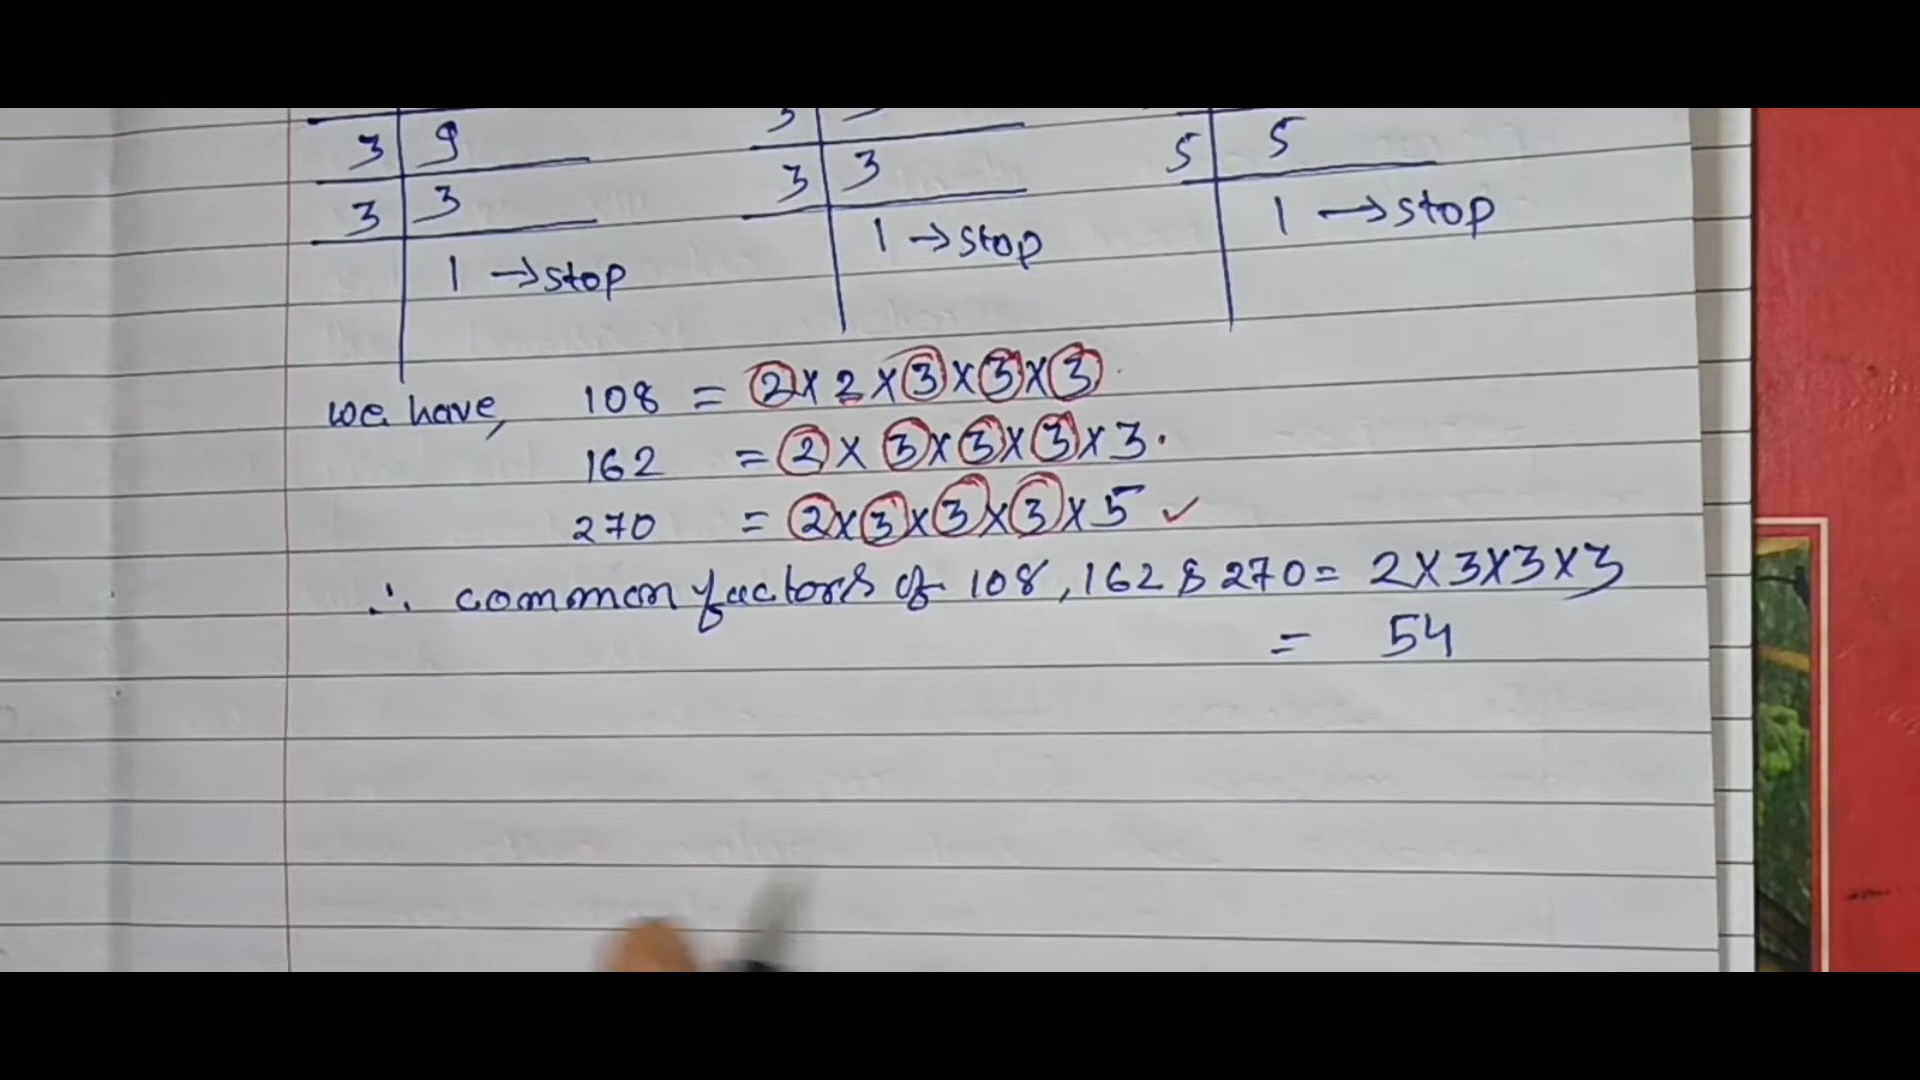 3 9 3 5 5
3 3 3 3 1 → stop
1 → stop 1 → stop
we have, 108 = 2 × 2 × 3 × 3 × 3
162 = 2 × 3 × 3 × 3 × 3.
270 = 2 × 3 × 3 × 3 × 5 ✓
∴ common factors of 108, 162 & 270 = 2 × 3 × 3 × 3
= 54